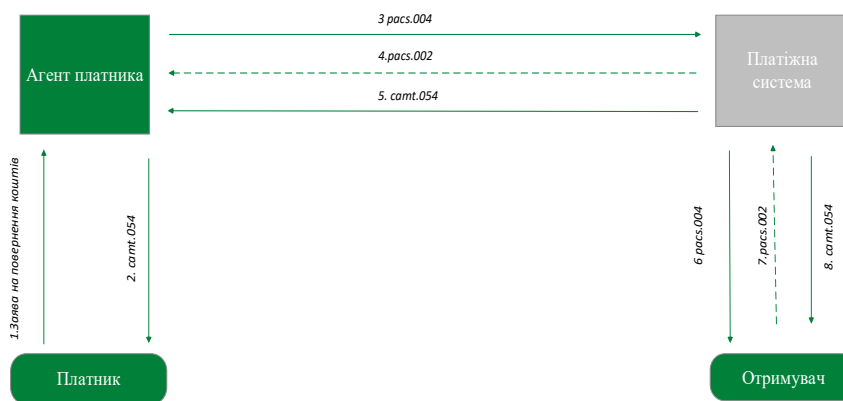 3 pacs.004
4.pacs.002
5. camt.054
Агент платника
Платіжна
система
1.Заява на повернення коштів
2. camt.054
6 pacs.004
7.pacs.002
8. camt.054
Платник
Отримувач